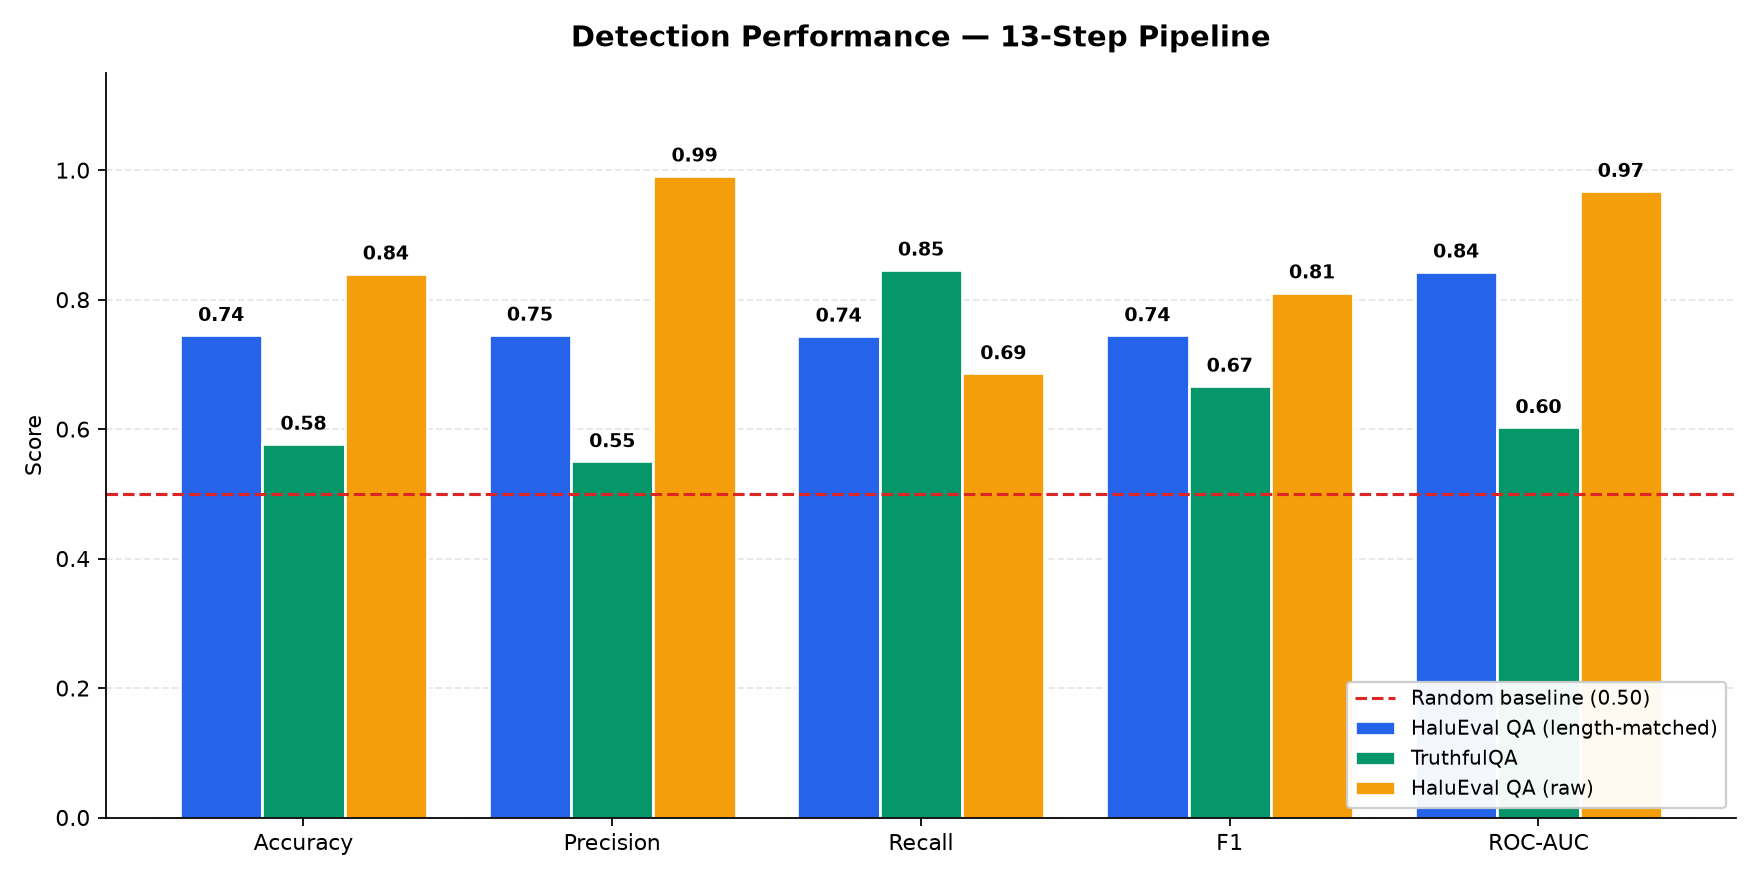 Detection Performance — 13-Step Pipeline
Score
1.0
0.8
0.6
0.4
0.2
0.0
0.74
0.58
0.84
0.75
0.55
0.99
0.74
0.85
0.69
0.74
0.67
0.81
0.84
0.60
0.97
Accuracy
Precision
Recall
F1
ROC-AUC
Random baseline (0.50)
HaluEval QA (length-matched)
TruthfulQA
HaluEval QA (raw)